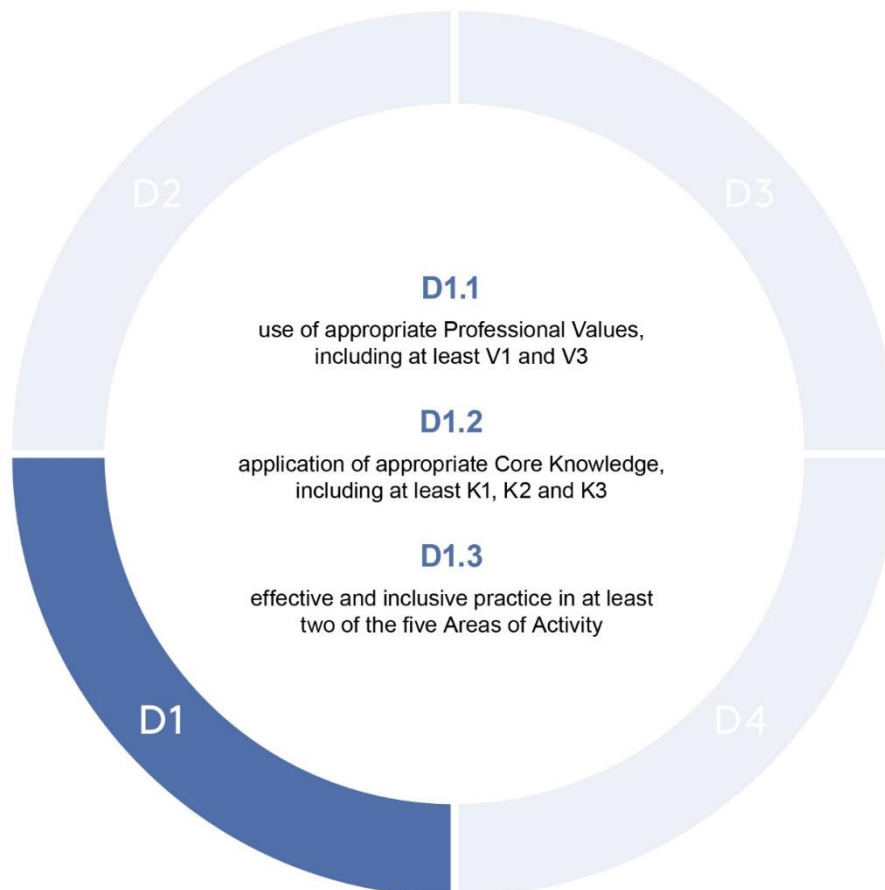 D2
D3
D1.1
use of appropriate Professional Values,
including at least V1 and V3
D1.2
application of appropriate Core Knowledge,
including at least K1, K2 and K3
D1.3
effective and inclusive practice in at least
two of the five Areas of Activity
D1
D4